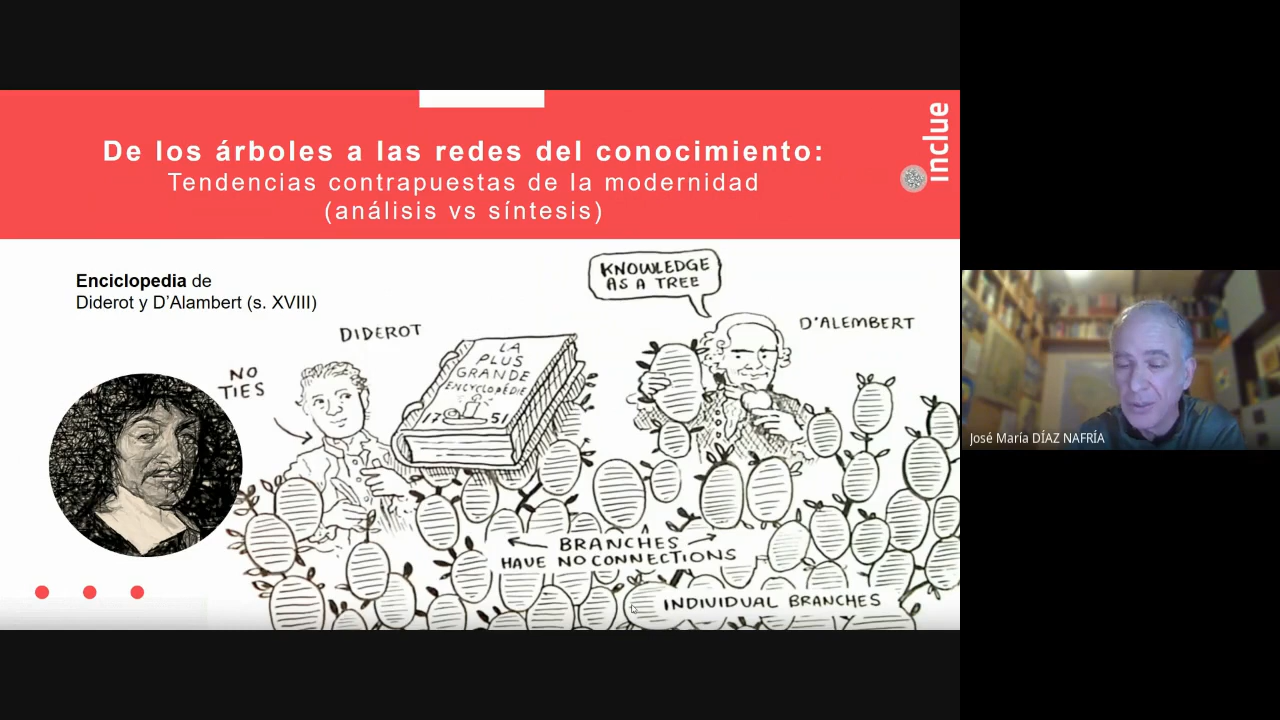 De los árboles a las redes del conocimiento:
Tendencias contrapuestas de la modernidad
(análisis vs síntesis)
inclue
Enciclopedia de
Diderot y D’Alambert (s. XVIII)
KNOWLEDGE
AS A TREE
DIDEROT
D'ALEMBERT
NO
TIES
LA
PLUS
GRANDE
ENCYCLOPÉDIE
1751
BRANCHES
HAVE NO CONNECTIONS
INDIVIDUAL BRANCHES
José María DÍAZ NAFRÍA